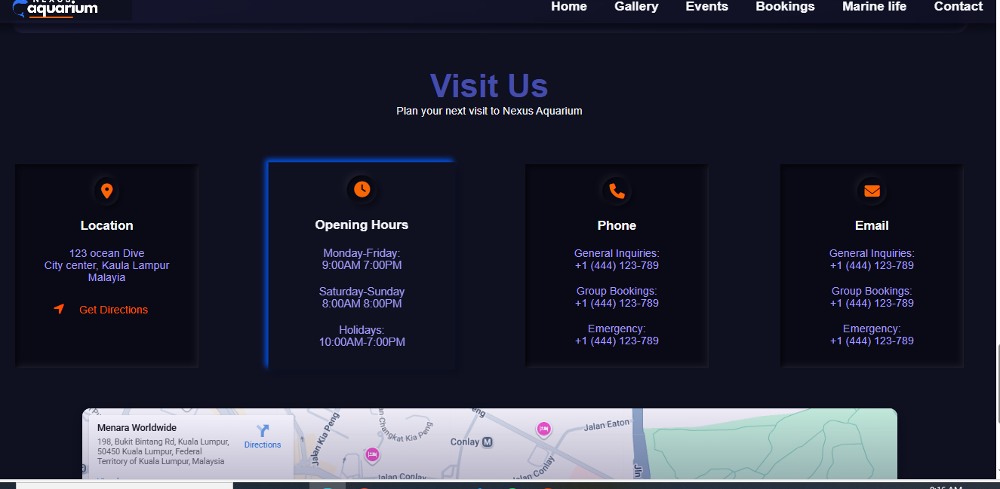 NEXUS
aquarium
Home Gallery Events Bookings Marine life Contact
Visit Us
Plan your next visit to Nexus Aquarium
Location
123 ocean Dive
City center, Kaula Lampur
Malayia
Get Directions
Opening Hours
Monday-Friday:
9:00AM 7:00PM
Saturday-Sunday
8:00AM 8:00PM
Holidays:
10:00AM-7:00PM
Phone
General Inquiries:
+1 (444) 123-789
Group Bookings:
+1 (444) 123-789
Emergency:
+1 (444) 123-789
Email
General Inquiries:
+1 (444) 123-789
Group Bookings:
+1 (444) 123-789
Emergency:
+1 (444) 123-789
Menara Worldwide
198, Bukit Bintang Rd, Kuala Lumpur,
50450 Kuala Lumpur, Federal
Territory of Kuala Lumpur, Malaysia
Directions
Jalan Kia Peng
Changkat Kia Peng
Conlay M
Jalan Eaton
Jalan Conlay
Jalan Conlay
Jln